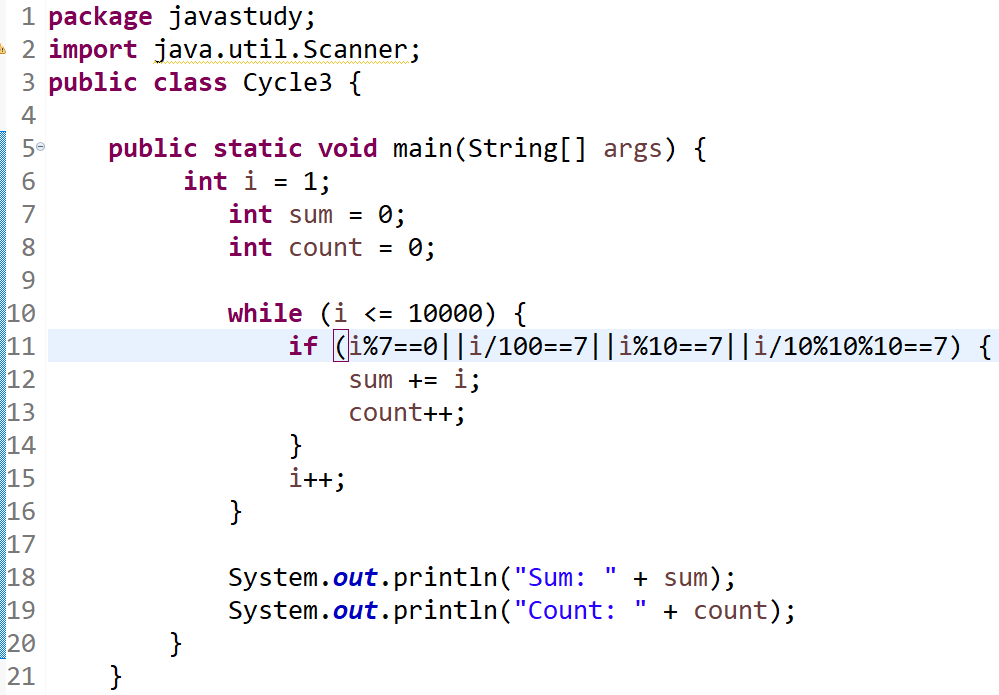 1 package javastudy;
2 import java.util.Scanner;
3 public class Cycle3 {
4
5 public static void main(String[] args) {
6 int i = 1;
7 int sum = 0;
8 int count = 0;
9
10 while (i <= 10000) {
11 if (i%7==0||i/100==7||i%10==7||i/10%10%10==7) {
12 sum += i;
13 count++;
14 }
15 i++;
16 }
17
18 System.out.println("Sum: " + sum);
19 System.out.println("Count: " + count);
20 }
21 }